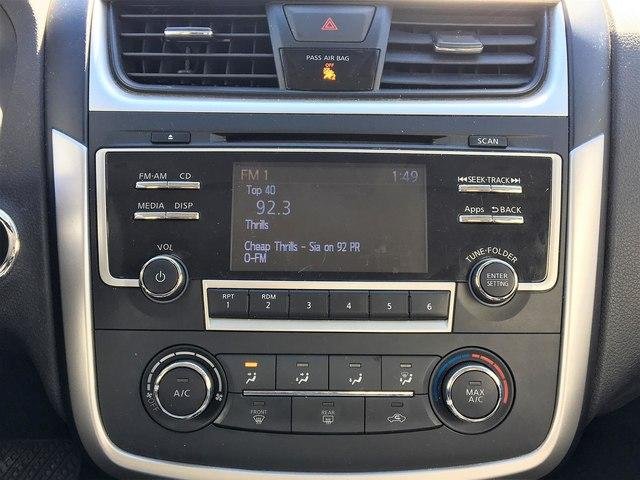 PASS AIR BAG
OFF
SCAN
FM·AM CD
MEDIA DISP
FM 1 1:49
Top 40
92.3
Thrills
Cheap Thrills - Sia on 92 PR
O-FM
SEEK·TRACK
Apps BACK
VOL
TUNE·FOLDER
ENTER
SETTING
RPT
1
RDM
2
3
4
5
6
OFF
A/C
MAX
A/C
FRONT
REAR